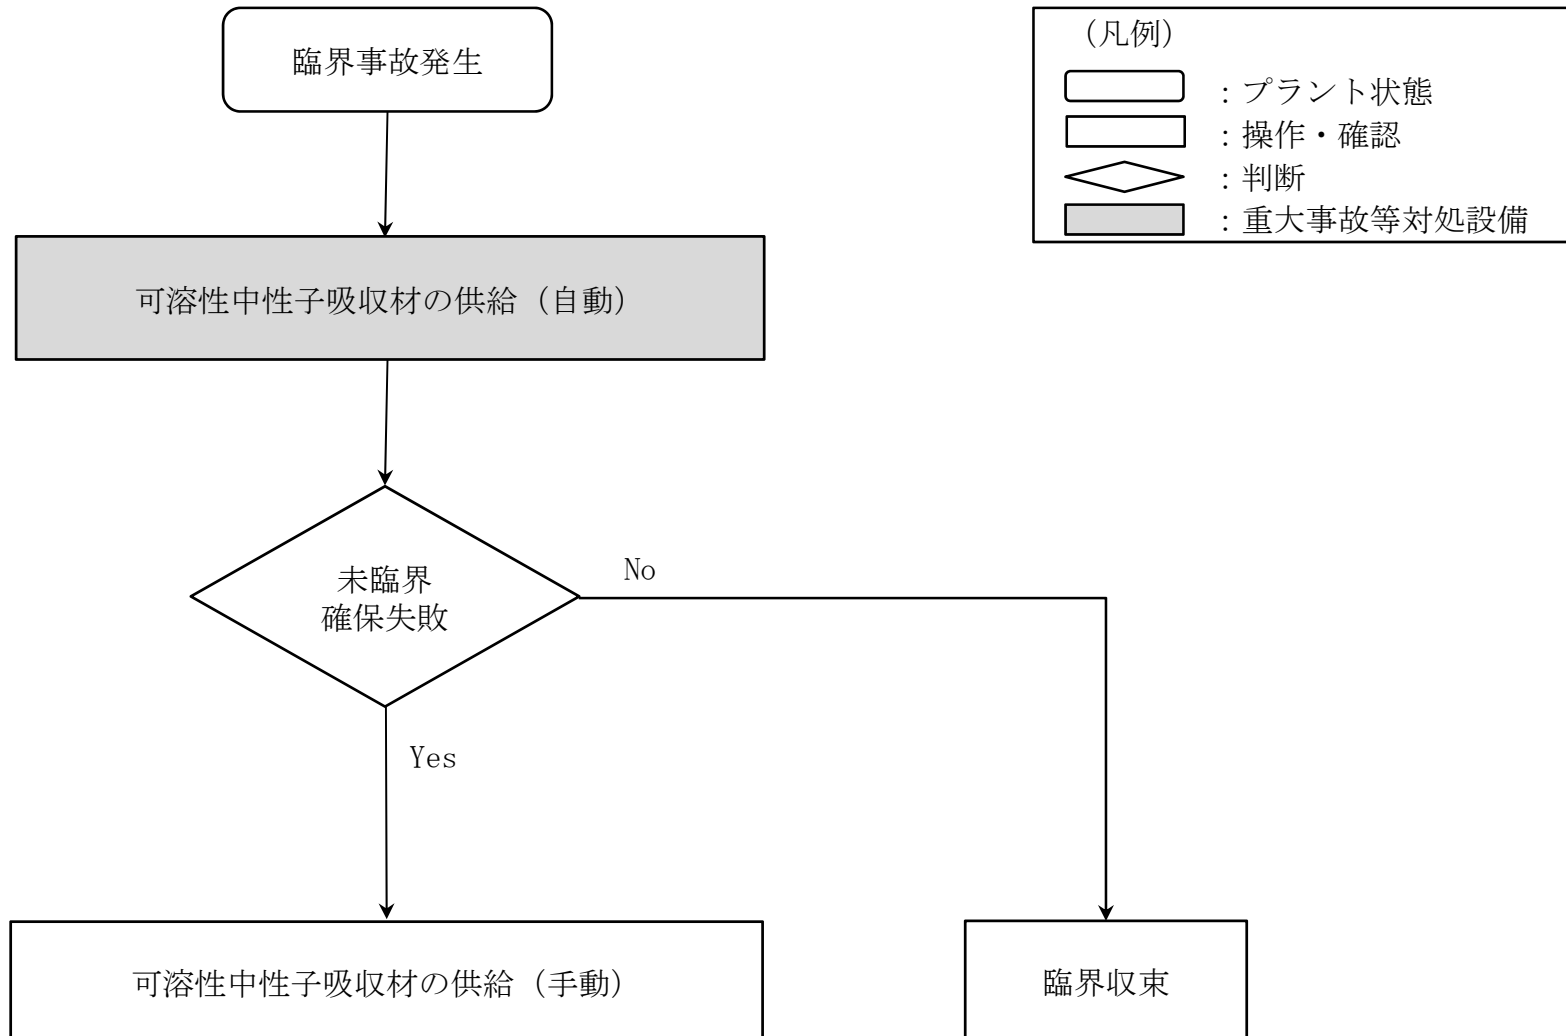 臨界事故発生
(凡例)
：プラント状態
：操作・確認
：判断
：重大事故等対処設備
可溶性中性子吸収材の供給（自動）
未臨界
確保失敗
No
Yes
可溶性中性子吸収材の供給（手動）
臨界収束